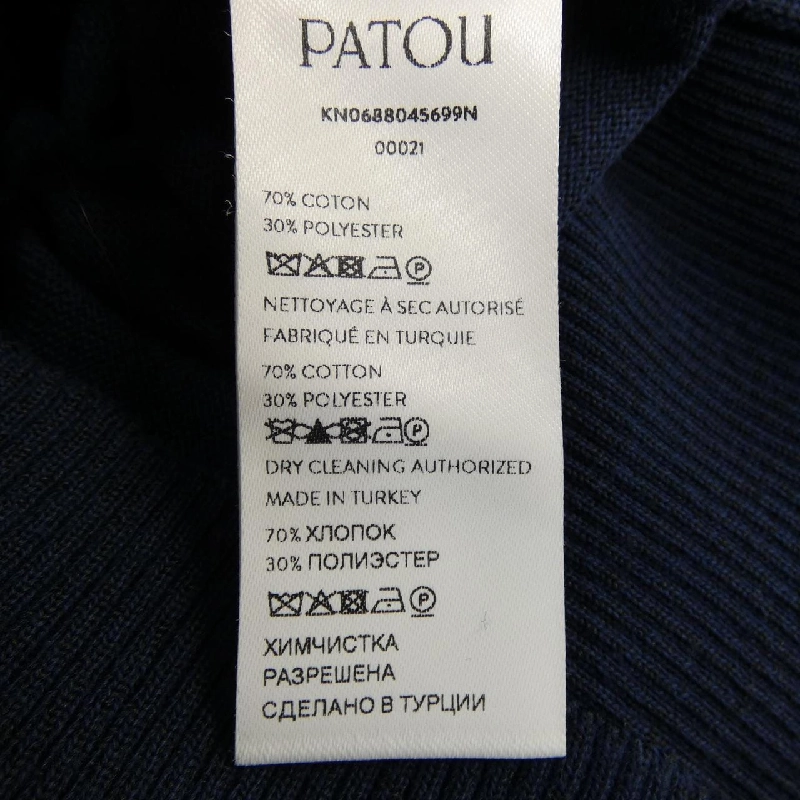 PATOU
KN0688045699N
00021
70% COTON
30% POLYESTER
P
NETTOYAGE À SEC AUTORISÉ
FABRIQUÉ EN TURQUIE
70% COTTON
30% POLYESTER
P
DRY CLEANING AUTHORIZED
MADE IN TURKEY
70% ХЛОПОК
30% ПОЛИЭСТЕР
P
ХИМЧИСТКА
РАЗРЕШЕНА
СДЕЛАНО В ТУРЦИИ